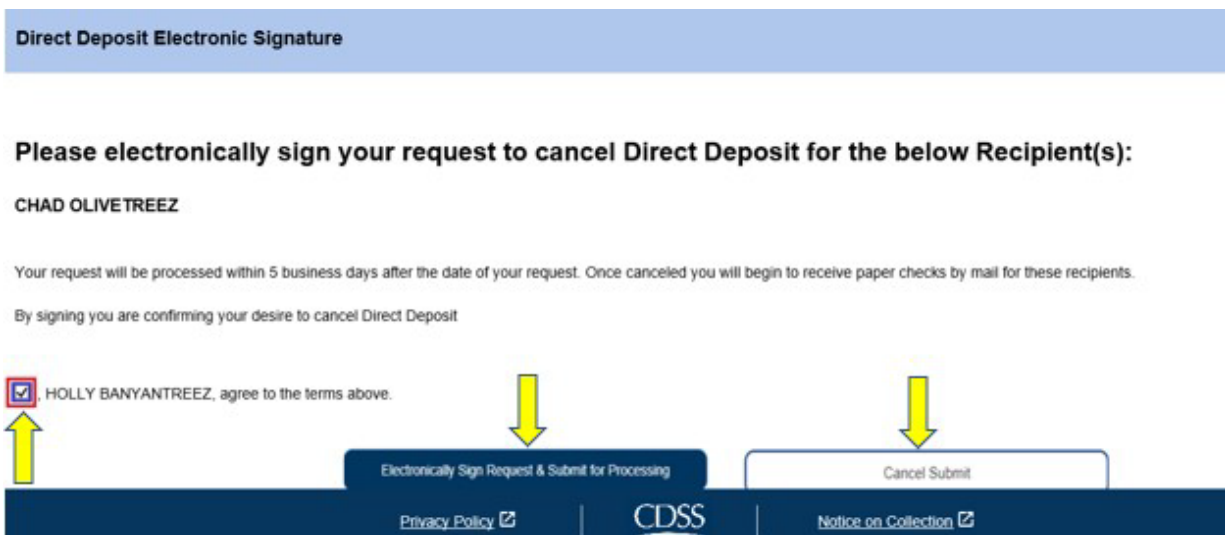 Direct Deposit Electronic Signature
Please electronically sign your request to cancel Direct Deposit for the below Recipient(s):
CHAD OLIVETREEZ
Your request will be processed within 5 business days after the date of your request. Once canceled you will begin to receive paper checks by mail for these recipients.
By signing you are confirming your desire to cancel Direct Deposit
, HOLLY BANYANTREEZ, agree to the terms above.
Electronically Sign Request & Submit for Processing
Cancel Submit
Privacy Policy
CDSS
Notice on Collection